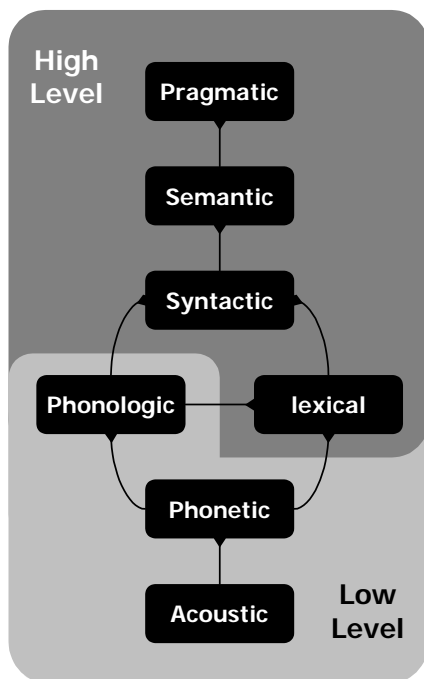 High
Level
Pragmatic
Semantic
Syntactic
Phonologic
lexical
Phonetic
Acoustic
Low
Level